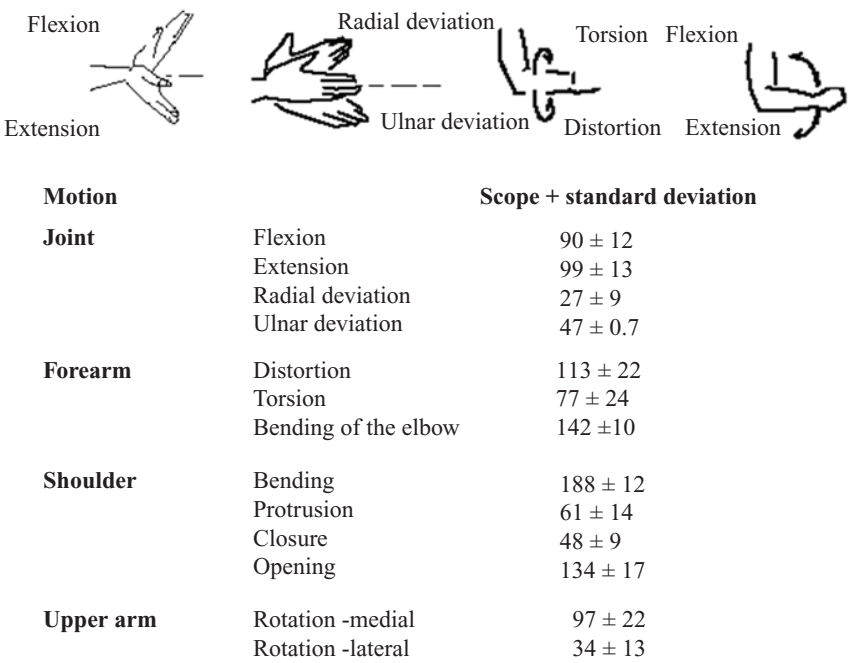 Flexion
Extension
Radial deviation
Ulnar deviation
Torsion
Distortion
Flexion
Extension
Motion Scope + standard deviation
Joint Flexion 90 ± 12
Extension 99 ± 13
Radial deviation 27 ± 9
Ulnar deviation 47 ± 0.7
Forearm Distortion 113 ± 22
Torsion 77 ± 24
Bending of the elbow 142 ±10
Shoulder Bending 188 ± 12
Protrusion 61 ± 14
Closure 48 ± 9
Opening 134 ± 17
Upper arm Rotation -medial 97 ± 22
Rotation -lateral 34 ± 13